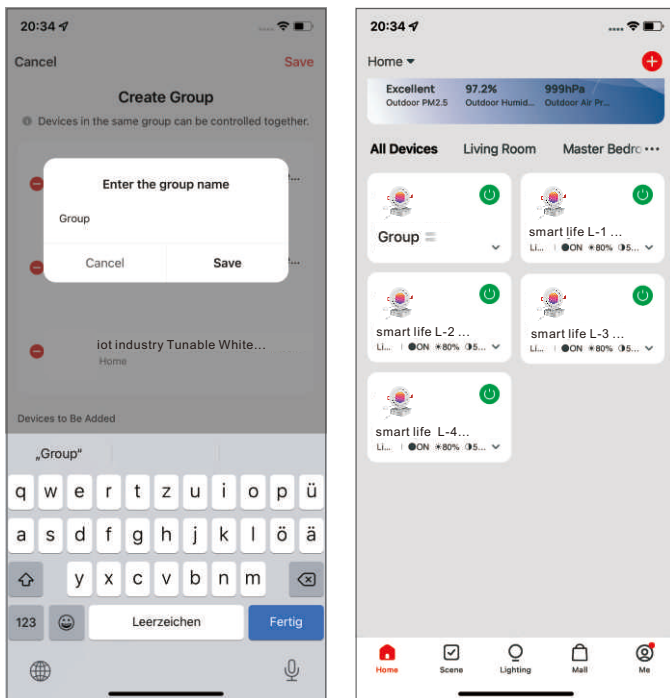 20:34
Cancel Save
Create Group
Devices in the same group can be controlled together.
Enter the group name
Group
Cancel Save
iot industry Tunable White...
Home
Devices to Be Added
„Group“
q w e r t z u i o p ü
a s d f g h j k l ö ä
y x c v b n m
123 Leerzeichen Fertig
20:34
Home
Excellent 97.2% 999hPa
Outdoor PM2.5 Outdoor Humid... Outdoor Air Pr...
All Devices Living Room Master Bedro ...
Group
smart life L-1 ...
Li... ON 80% 5...
smart life L-2 ...
Li... ON 80% 5...
smart life L-3 ...
Li... ON 80% 5...
smart life L-4...
Li... ON 80% 5...
Home Scene Lighting Mall Me